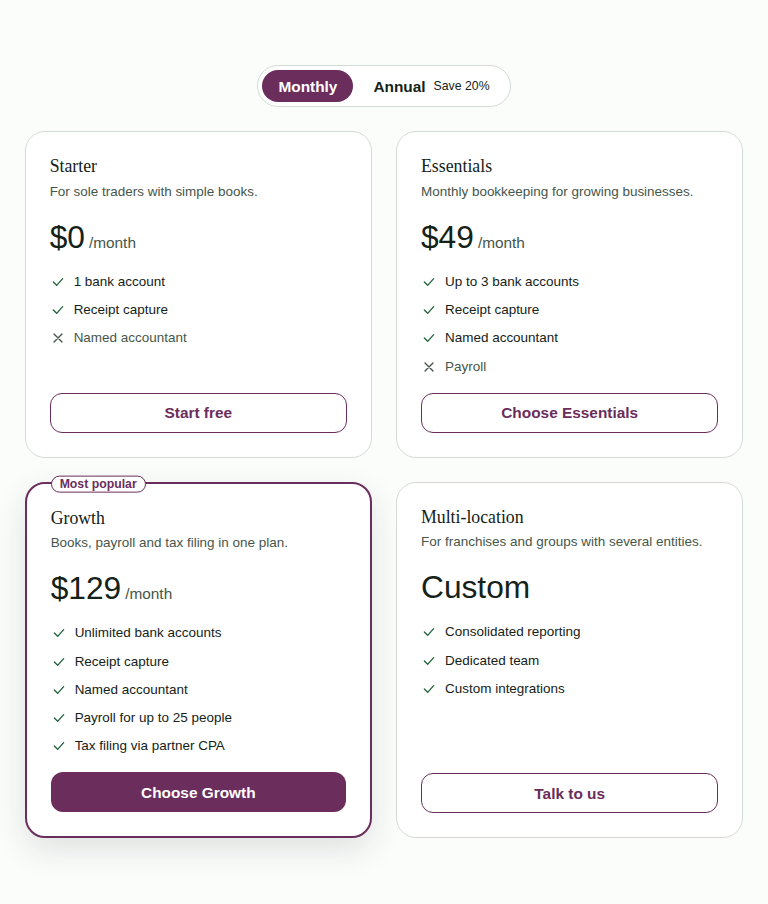 Monthly
Annual Save 20%
Starter
For sole traders with simple books.
$0 /month
1 bank account
Receipt capture
Named accountant
Start free
Essentials
Monthly bookkeeping for growing businesses.
$49 /month
Up to 3 bank accounts
Receipt capture
Named accountant
Payroll
Choose Essentials
Most popular
Growth
Books, payroll and tax filing in one plan.
$129 /month
Unlimited bank accounts
Receipt capture
Named accountant
Payroll for up to 25 people
Tax filing via partner CPA
Choose Growth
Multi-location
For franchises and groups with several entities.
Custom
Consolidated reporting
Dedicated team
Custom integrations
Talk to us